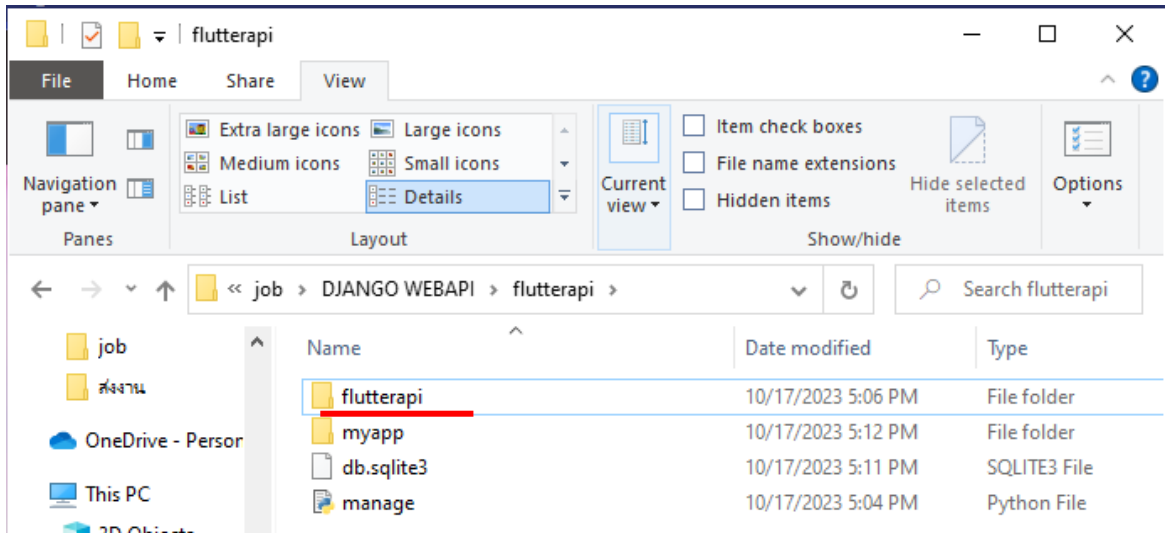 flutterapi
File Home Share View
Navigation pane
Extra large icons Large icons
Medium icons Small icons
List Details
Current view
Item check boxes
File name extensions
Hidden items
Hide selected items
Options
Panes Layout Show/hide
« job > DJANGO WEBAPI > flutterapi > Search flutterapi
job
ส่งงาน
OneDrive - Person
This PC
3D Objects
Name Date modified Type
flutterapi 10/17/2023 5:06 PM File folder
myapp 10/17/2023 5:12 PM File folder
db.sqlite3 10/17/2023 5:11 PM SQLITE3 File
manage 10/17/2023 5:04 PM Python File